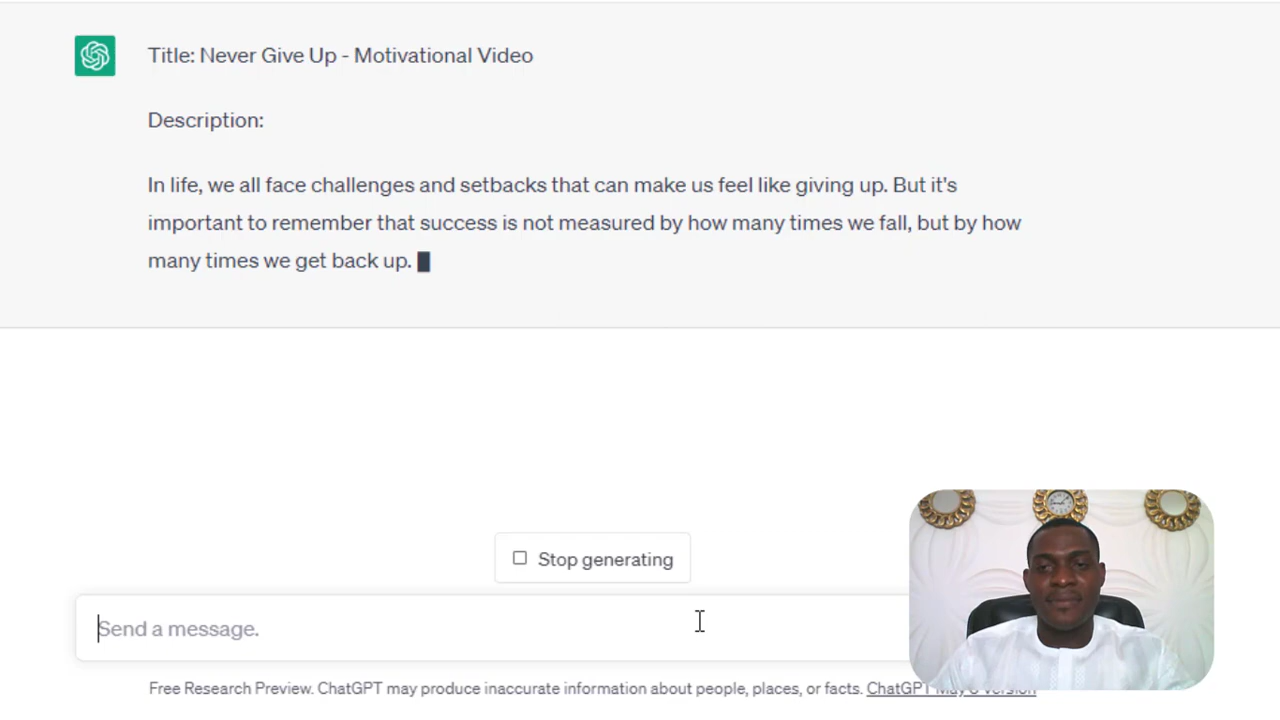 Title: Never Give Up - Motivational Video
Description:
In life, we all face challenges and setbacks that can make us feel like giving up. But it's
important to remember that success is not measured by how many times we fall, but by how
many times we get back up.
Stop generating
Send a message.
Free Research Preview. ChatGPT may produce inaccurate information about people, places, or facts. ChatGPT May 3 Version